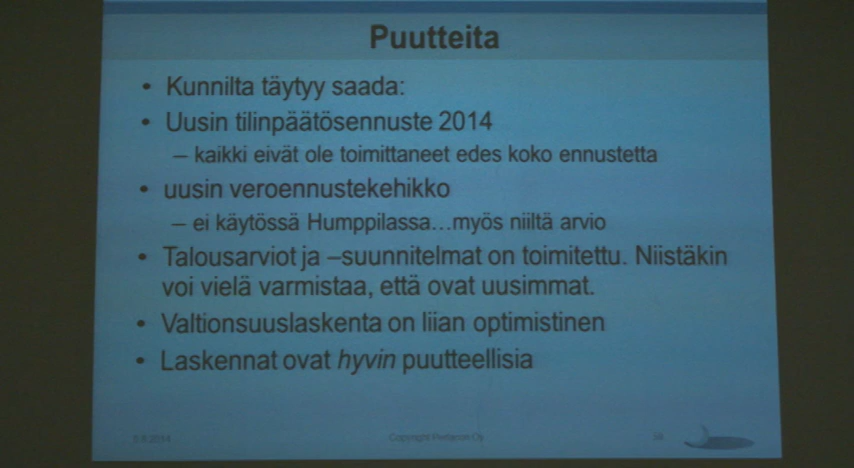 Puutteita
• Kunnilta täytyy saada:
• Uusin tilinpäätösennuste 2014
– kaikki eivät ole toimittaneet edes koko ennustetta
• uusin veroennustekehikko
– ei käytössä Humppilassa...myös niiltä arvio
• Talousarviot ja –suunnitelmat on toimitettu. Niistäkin
voi vielä varmistaa, että ovat uusimmat.
• Valtionsuuslaskenta on liian optimistinen
• Laskennat ovat hyvin puutteellisia
Copyright Oy